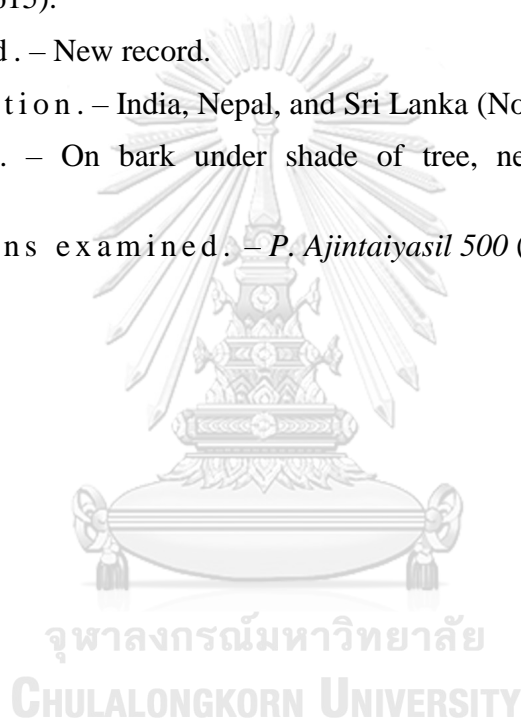 d . – New record.
t i o n . – India, Nepal, and Sri Lanka (No
. – On bark under shade of tree, ne
n s e x a m i n e d . – P. Ajintaiyasil 500 (
จุฬาลงกรณ์มหาวิทยาลัย
CHULALONGKORN UNIVERSITY